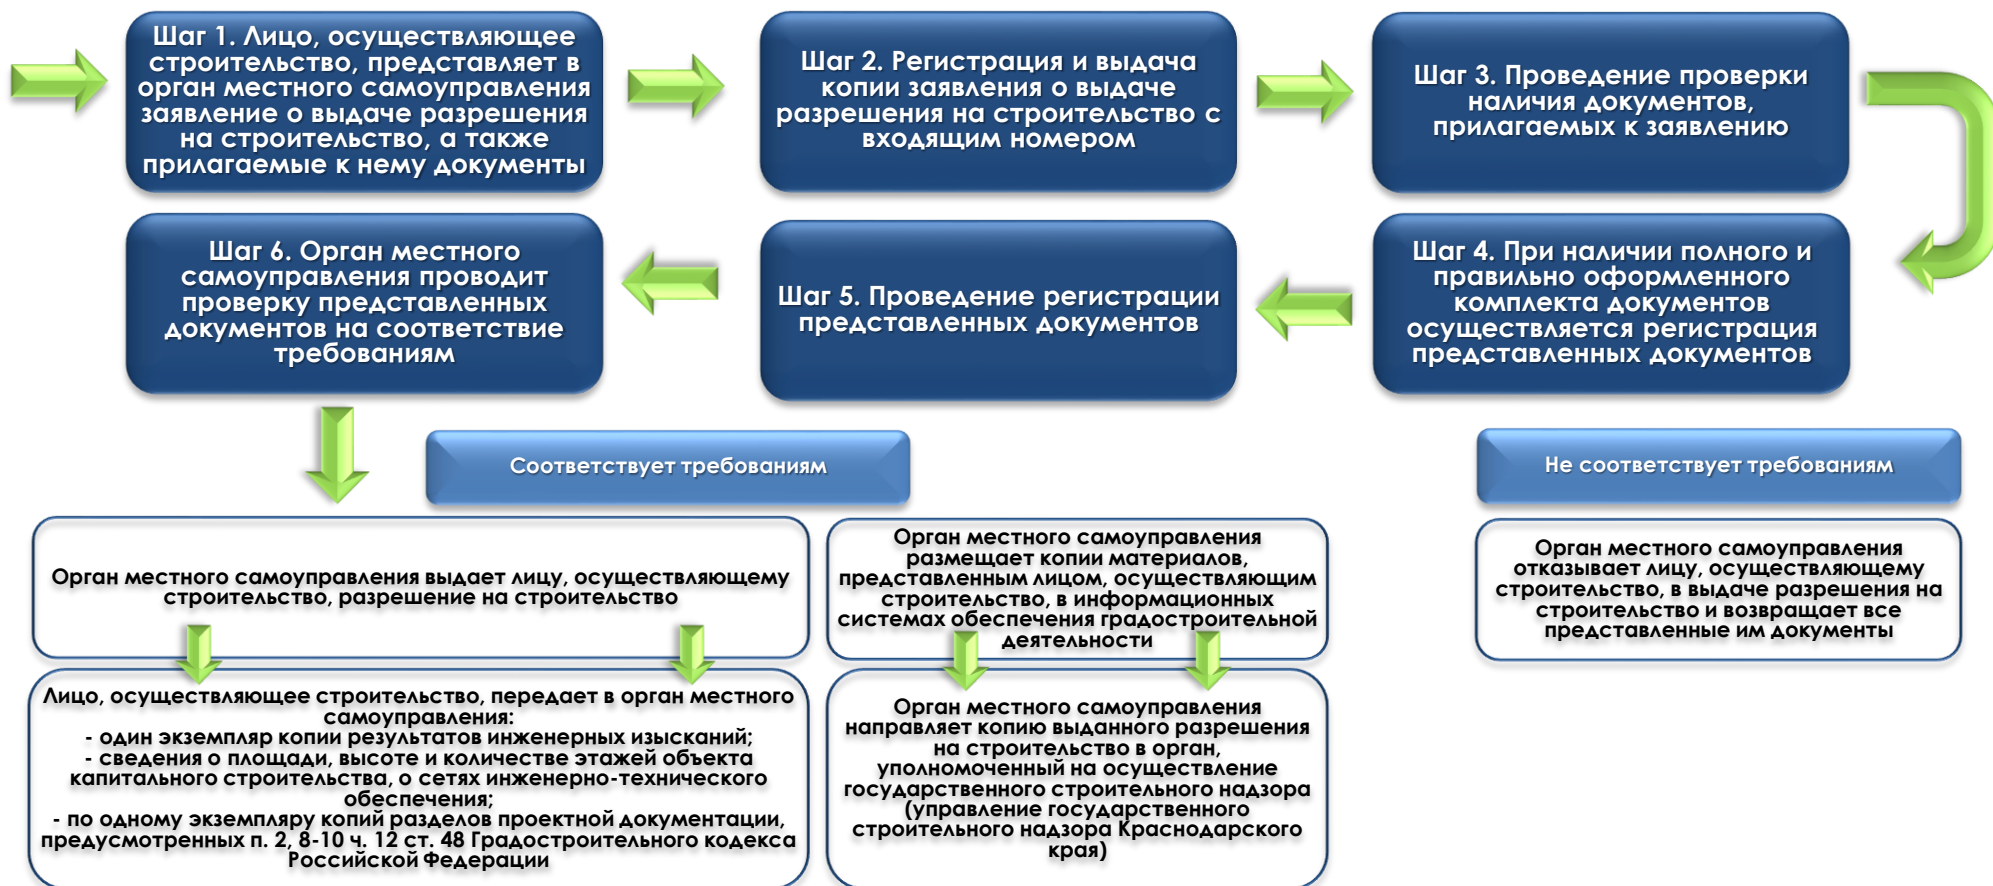 Шаг 1. Лицо, осуществляющее
строительство, представляет в
орган местного самоуправления
заявление о выдаче разрешения
на строительство, а также
прилагаемые к нему документы
Шаг 2. Регистрация и выдача
копии заявления о выдаче
разрешения на строительство с
входящим номером
Шаг 3. Проведение проверки
наличия документов,
прилагаемых к заявлению
Шаг 4. При наличии полного и
правильно оформленного
комплекта документов
осуществляется регистрация
представленных документов
Шаг 5. Проведение регистрации
представленных документов
Шаг 6. Орган местного
самоуправления проводит
проверку представленных
документов на соответствие
требованиям
Соответствует требованиям
Не соответствует требованиям
Орган местного самоуправления выдает лицу, осуществляющему
строительство, разрешение на строительство
Орган местного самоуправления
размещает копии материалов,
представленным лицом, осуществляющим
строительство, в информационных
системах обеспечения градостроительной
деятельности
Орган местного самоуправления
отказывает лицу, осуществляющему
строительство, в выдаче разрешения на
строительство и возвращает все
представленные им документы
Лицо, осуществляющее строительство, передает в орган местного
самоуправления:
- один экземпляр копии результатов инженерных изысканий;
- сведения о площади, высоте и количестве этажей объекта
капитального строительства, о сетях инженерно-технического
обеспечения;
- по одному экземпляру копий разделов проектной документации,
предусмотренных п. 2, 8-10 ч. 12 ст. 48 Градостроительного кодекса
Российской Федерации
Орган местного самоуправления
направляет копию выданного разрешения
на строительство в орган,
уполномоченный на осуществление
государственного строительного надзора
(управление государственного
строительного надзора Краснодарского
края)